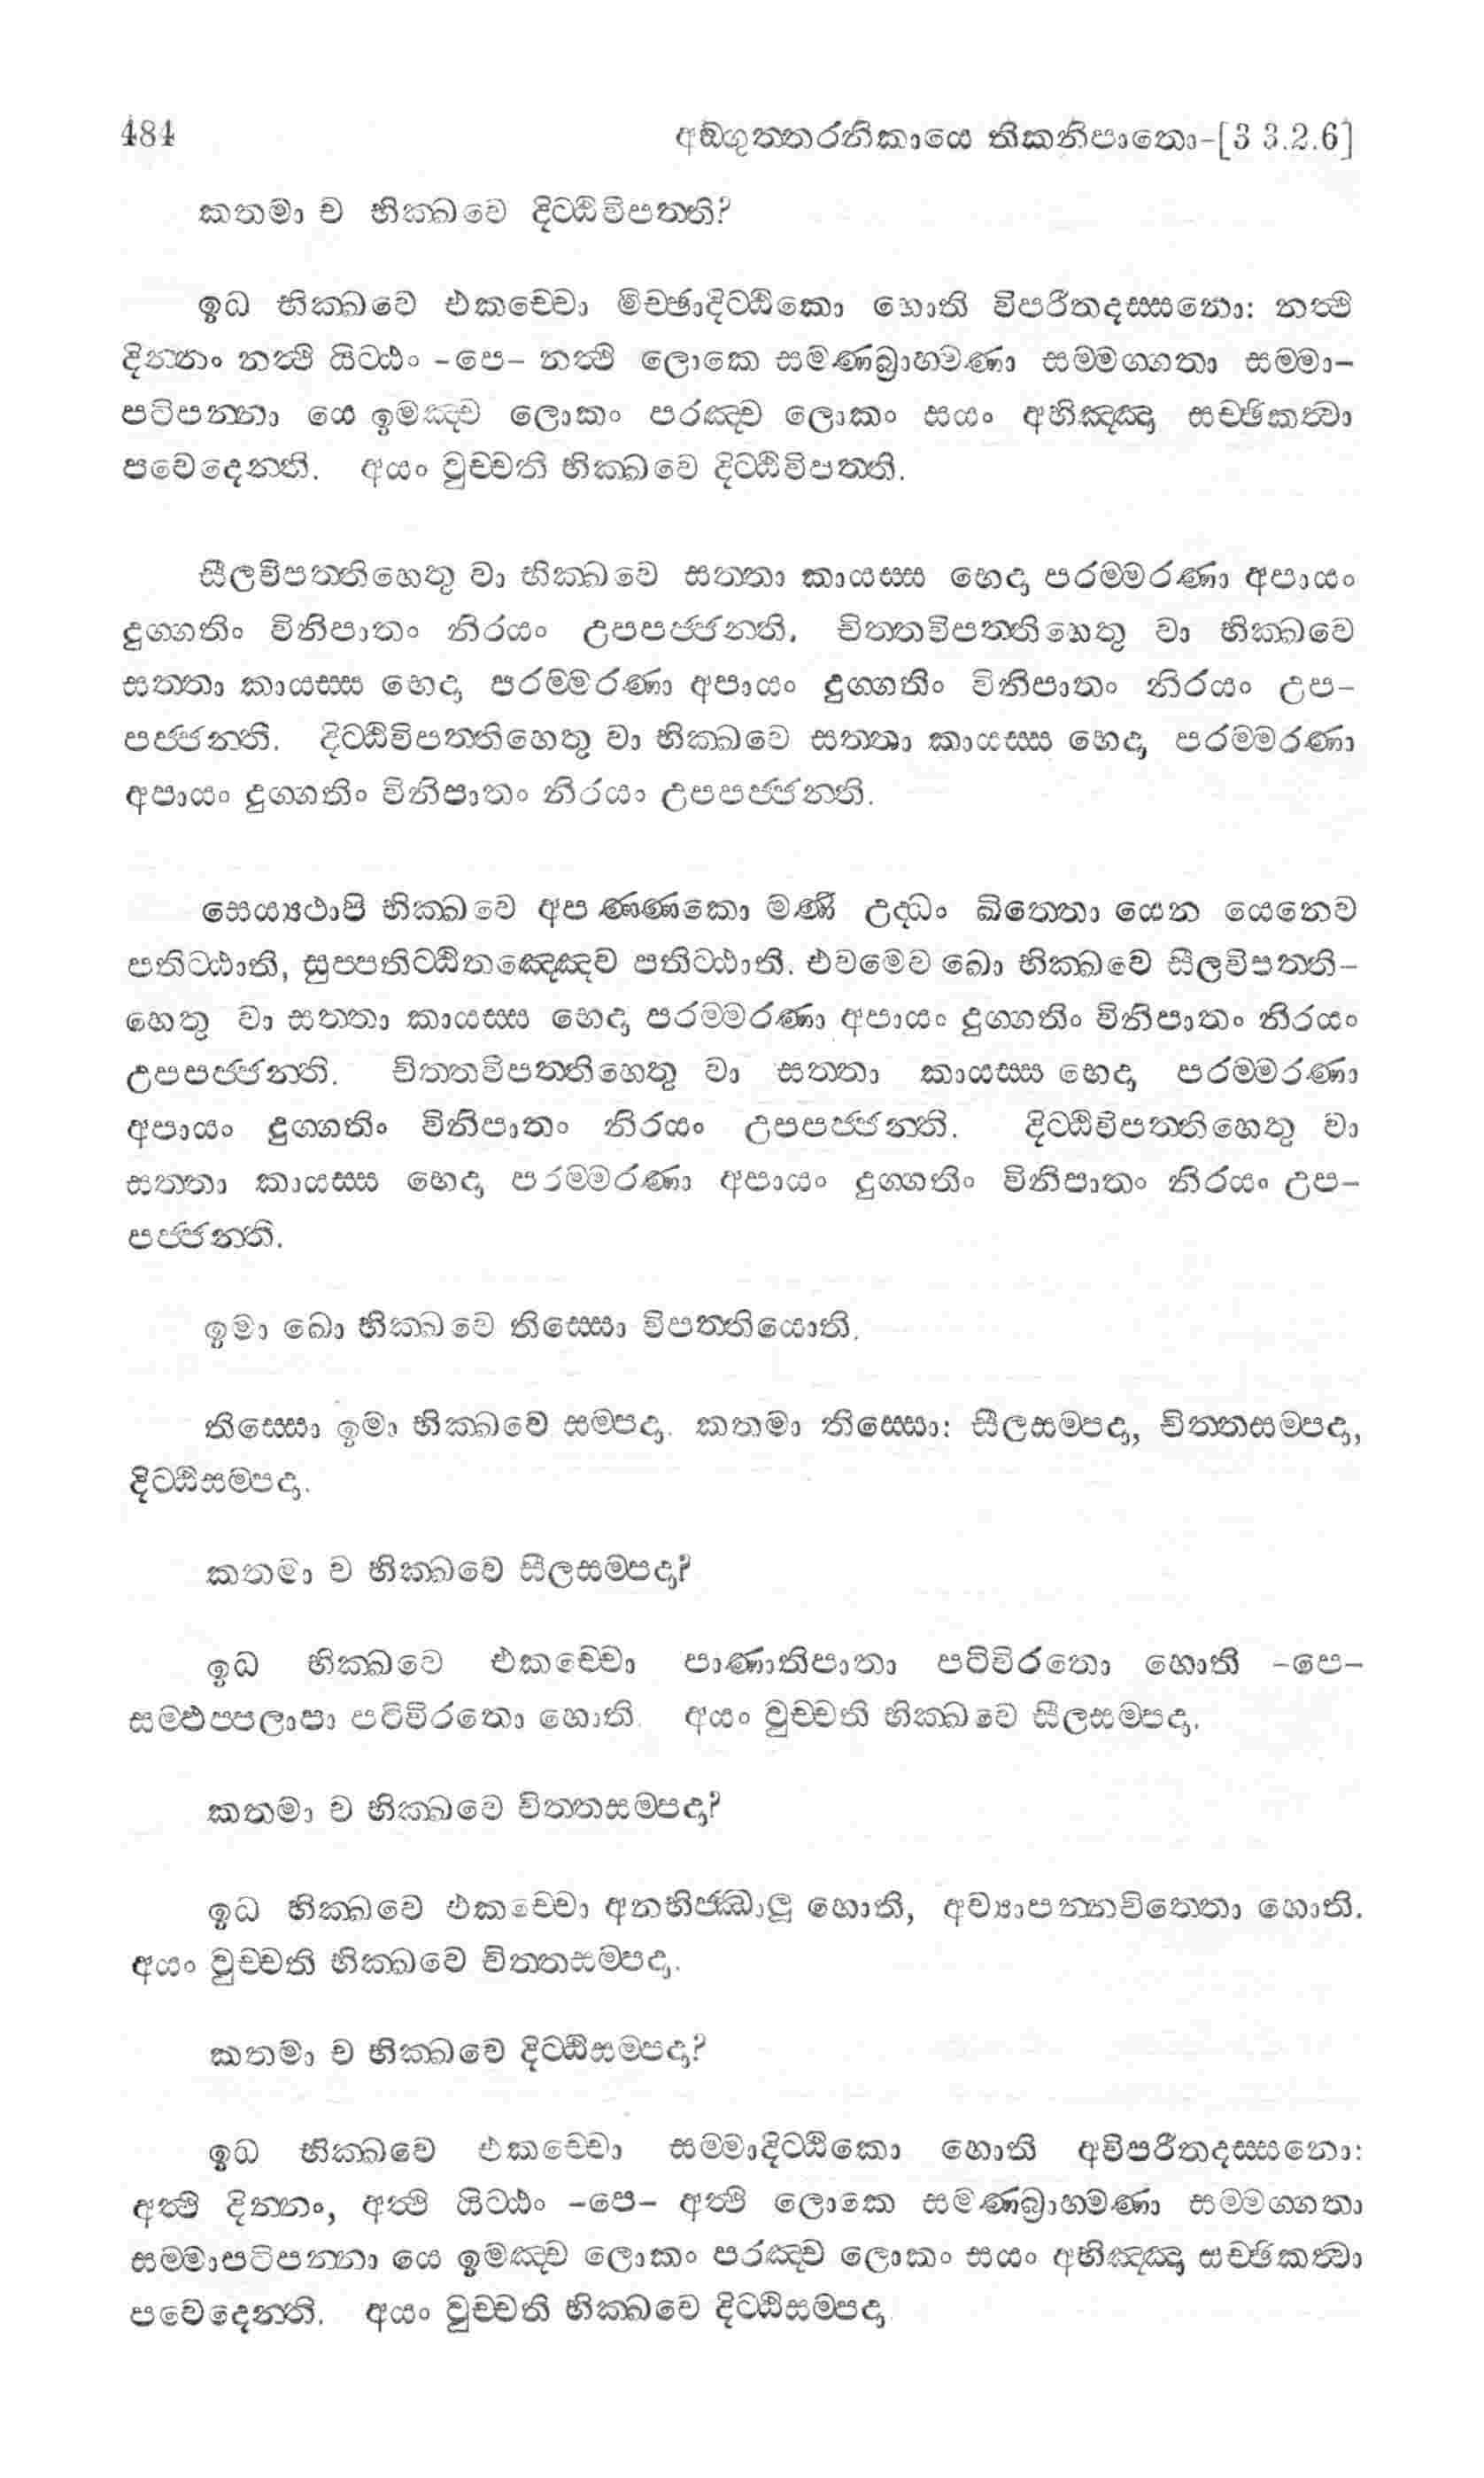 484 අඞ්ගුත්තරනිකායෙ තිකනිපාතො-[3 3.2.6]
කතමා ච භික්ඛවෙ දිට්ඨිවිපත්ති?
ඉධ භික්ඛවෙ එකච්චො මිච්ඡාදිට්ඨිකො හොති විපරීතදස්සනො: නත්ථි
දින්නං නත්ථි යිට්ඨං -පෙ- නත්ථි ලොකෙ සමණබ්‍රාහ්මණා සම්මග්ගතා සම්මා-
පටිපන්නා යෙ ඉමඤ්ච ලොකං පරඤ්ච ලොකං සයං අභිඤ්ඤා සච්ඡිකත්වා
පවෙදෙන්ති. අයං වුච්චති භික්ඛවෙ දිට්ඨිවිපත්ති.
සීලවිපත්තිහෙතු වා භික්ඛවෙ සත්තා කායස්ස භෙදා පරම්මරණා අපායං
දුග්ගතිං විනිපාතං නිරයං උපපජ්ජන්ති. චිත්තවිපත්තිහෙතු වා භික්ඛවෙ
සත්තා කායස්ස භෙදා පරම්මරණා අපායං දුග්ගතිං විනිපාතං නිරයං උප-
පජ්ජන්ති. දිට්ඨිවිපත්තිහෙතු වා භික්ඛවෙ සත්තා කායස්ස භෙදා පරම්මරණා
අපායං දුග්ගතිං විනිපාතං නිරයං උපපජ්ජන්ති.
සෙය්‍යථාපි භික්ඛවෙ අපණ්ණකො මණි උද්ධං ඛිත්තො යෙන යෙනෙව
පතිට්ඨාති, සුප්පතිට්ඨිතඤ්ඤෙව පතිට්ඨාති. එවමෙව ඛො භික්ඛවෙ සීලවිපත්ති-
හෙතු වා සත්තා කායස්ස භෙදා පරම්මරණා අපායං දුග්ගතිං විනිපාතං නිරයං
උපපජ්ජන්ති. චිත්තවිපත්තිහෙතු වා සත්තා කායස්ස භෙදා පරම්මරණා
අපායං දුග්ගතිං විනිපාතං නිරයං උපපජ්ජන්ති. දිට්ඨිවිපත්තිහෙතු වා
සත්තා කායස්ස භෙදා පරම්මරණා අපායං දුග්ගතිං විනිපාතං නිරයං උප-
පජ්ජන්ති.
ඉමා ඛො භික්ඛවෙ තිස්සො විපත්තියොති.
තිස්සො ඉමා භික්ඛවෙ සම්පදා. කතමා තිස්සො: සීලසම්පදා, චිත්තසම්පදා,
දිට්ඨිසම්පදා.
කතමා ච භික්ඛවෙ සීලසම්පදා?
ඉධ භික්ඛවෙ එකච්චො පාණාතිපාතා පටිවිරතො හොති -පෙ-
සම්ඵප්පලාපා පටිවිරතො හොති. අයං වුච්චති භික්ඛවෙ සීලසම්පදා.
කතමා ච භික්ඛවෙ චිත්තසම්පදා?
ඉධ භික්ඛවෙ එකච්චො අනභිජ්ඣාලූ හොති, අව්‍යාපන්නචිත්තො හොති.
අයං වුච්චති භික්ඛවෙ චිත්තසම්පදා.
කතමා ච භික්ඛවෙ දිට්ඨිසම්පදා?
ඉධ භික්ඛවෙ එකච්චො සම්මාදිට්ඨිකො හොති අවිපරීතදස්සනො:
අත්ථි දින්නං, අත්ථි යිට්ඨං -පෙ- අත්ථි ලොකෙ සමණබ්‍රාහ්මණා සම්මග්ගතා
සම්මාපටිපන්නා යෙ ඉමඤ්ච ලොකං පරඤ්ච ලොකං සයං අභිඤ්ඤා සච්ඡිකත්වා
පවෙදෙන්ති. අයං වුච්චති භික්ඛවෙ දිට්ඨිසම්පදා.